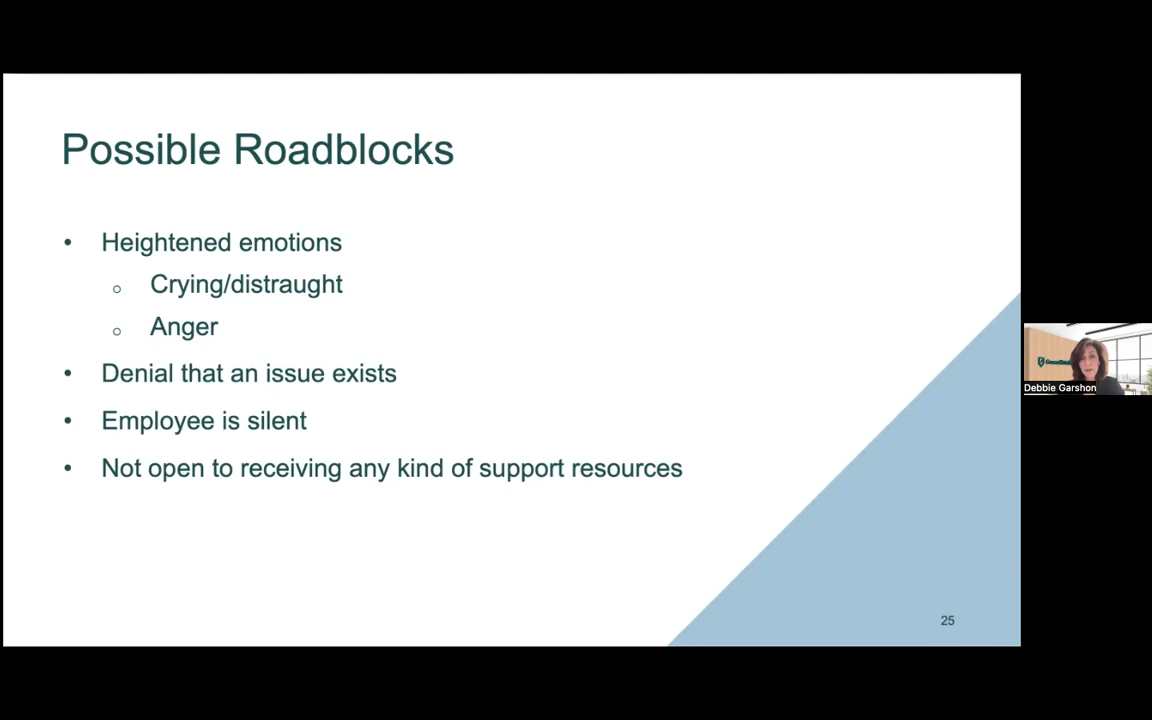 Possible Roadblocks
• Heightened emotions
○ Crying/distraught
○ Anger
• Denial that an issue exists
• Employee is silent
• Not open to receiving any kind of support resources
25
Debbie Garshon